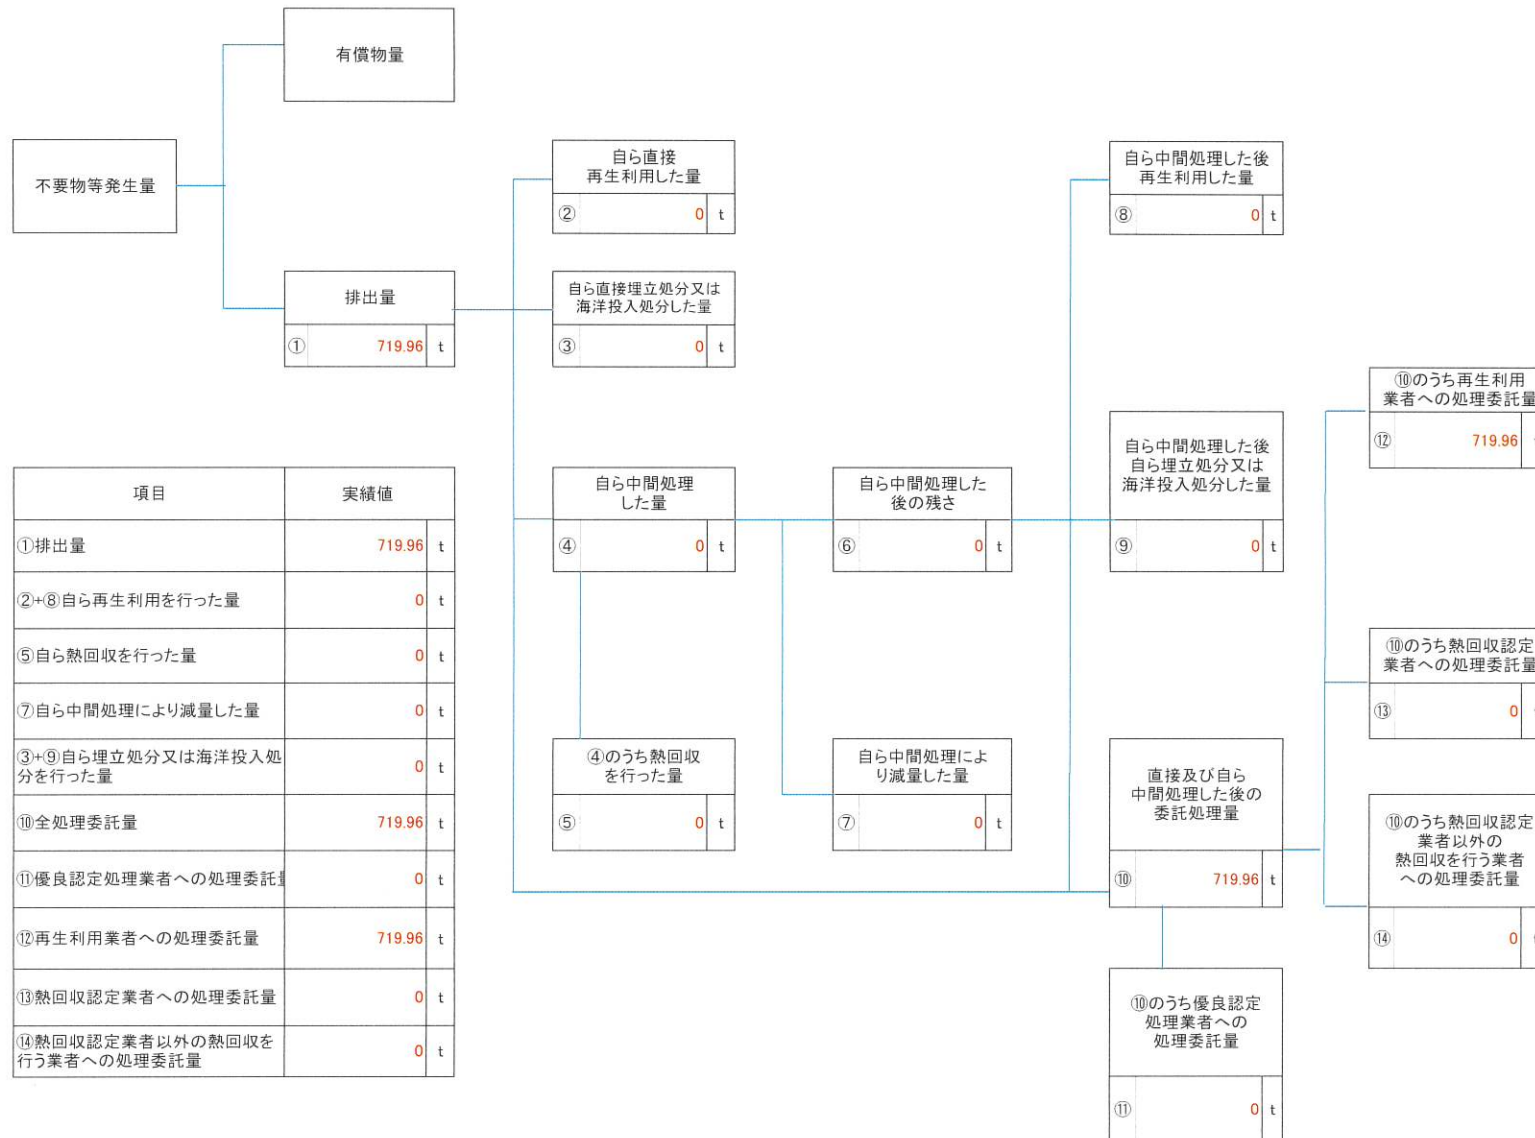 有償物量
不要物等発生量
排出量
① 719.96 t
自ら直接
再生利用した量
② 0 t
自ら直接埋立処分又は
海洋投入処分した量
③ 0 t
自ら中間処理
した量
④ 0 t
④のうち熱回収
を行った量
⑤ 0 t
自ら中間処理した
後の残さ
⑥ 0 t
自ら中間処理によ
り減量した量
⑦ 0 t
自ら中間処理した後
再生利用した量
⑧ 0 t
自ら中間処理した後
自ら埋立処分又は
海洋投入処分した量
⑨ 0 t
直接及び自ら
中間処理した後の
委託処理量
⑩ 719.96 t
⑩のうち優良認定
処理業者への
処理委託量
⑪ 0 t
⑩のうち再生利用
業者への処理委託量
⑫ 719.96
⑩のうち熱回収認定
業者への処理委託量
⑬ 0
⑩のうち熱回収認定
業者以外の
熱回収を行う業者
への処理委託量
⑭ 0
項目 実績値
①排出量 719.96 t
②+⑧自ら再生利用を行った量 0 t
⑤自ら熱回収を行った量 0 t
⑦自ら中間処理により減量した量 0 t
③+⑨自ら埋立処分又は海洋投入処
分を行った量 0 t
⑩全処理委託量 719.96 t
⑪優良認定処理業者への処理委託 0 t
⑫再生利用業者への処理委託量 719.96 t
⑬熱回収認定業者への処理委託量 0 t
⑭熱回収認定業者以外の熱回収を
行う業者への処理委託量 0 t